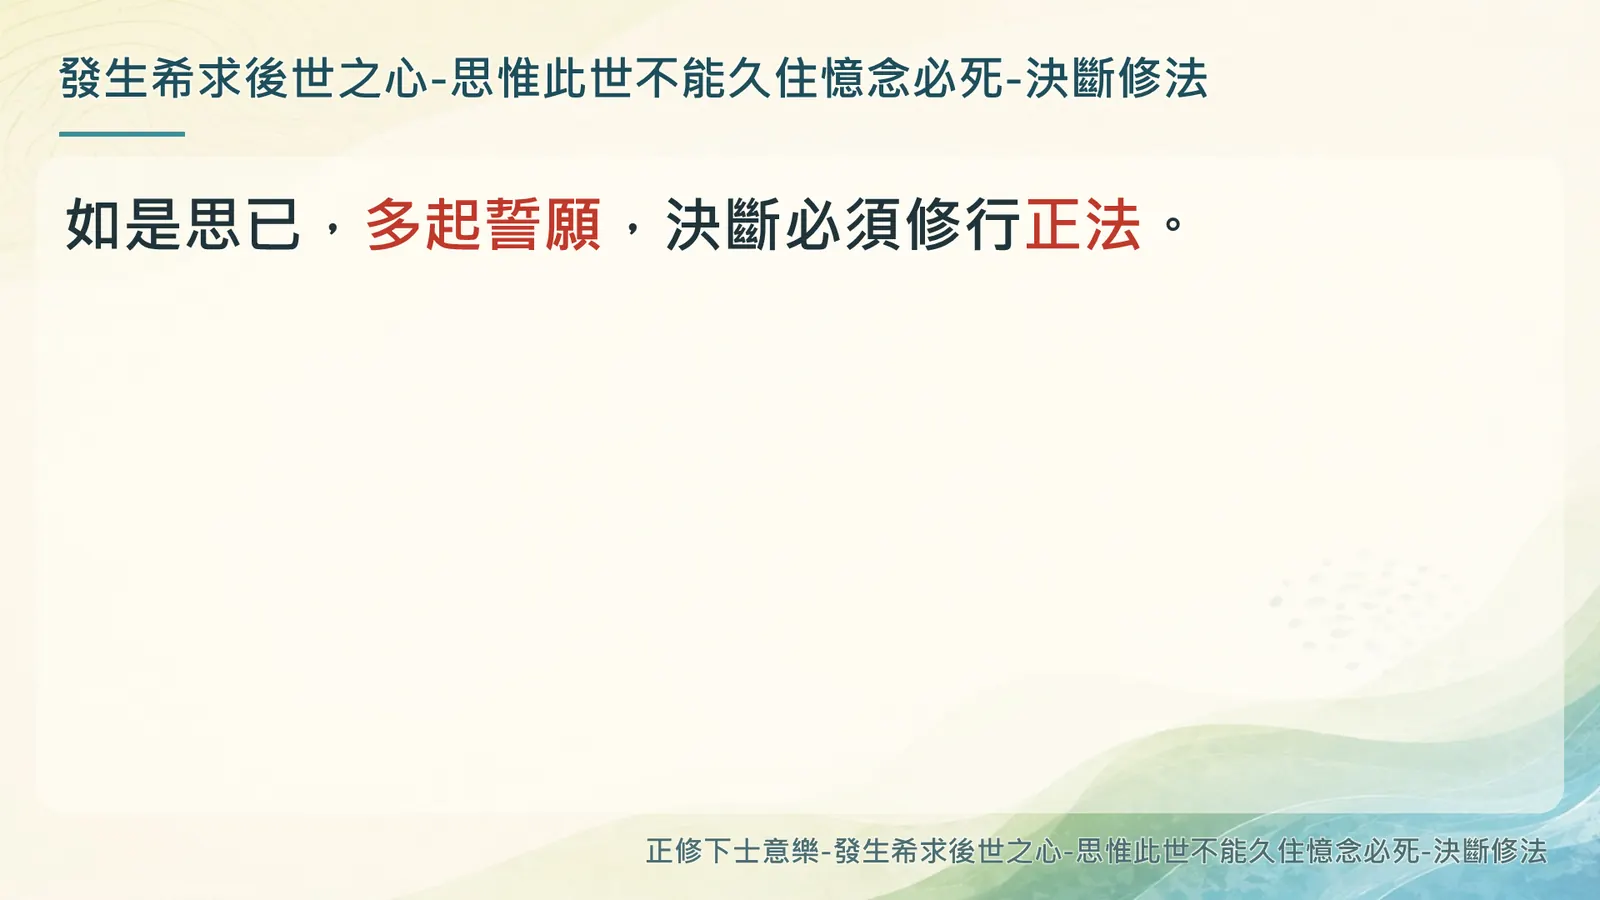 發生希求後世之心-思惟此世不能久住憶念必死-決斷修法
如是思已，多起誓願，決斷必須修行正法。
正修下士意樂-發生希求後世之心-思惟此世不能久住憶念必死-決斷修法